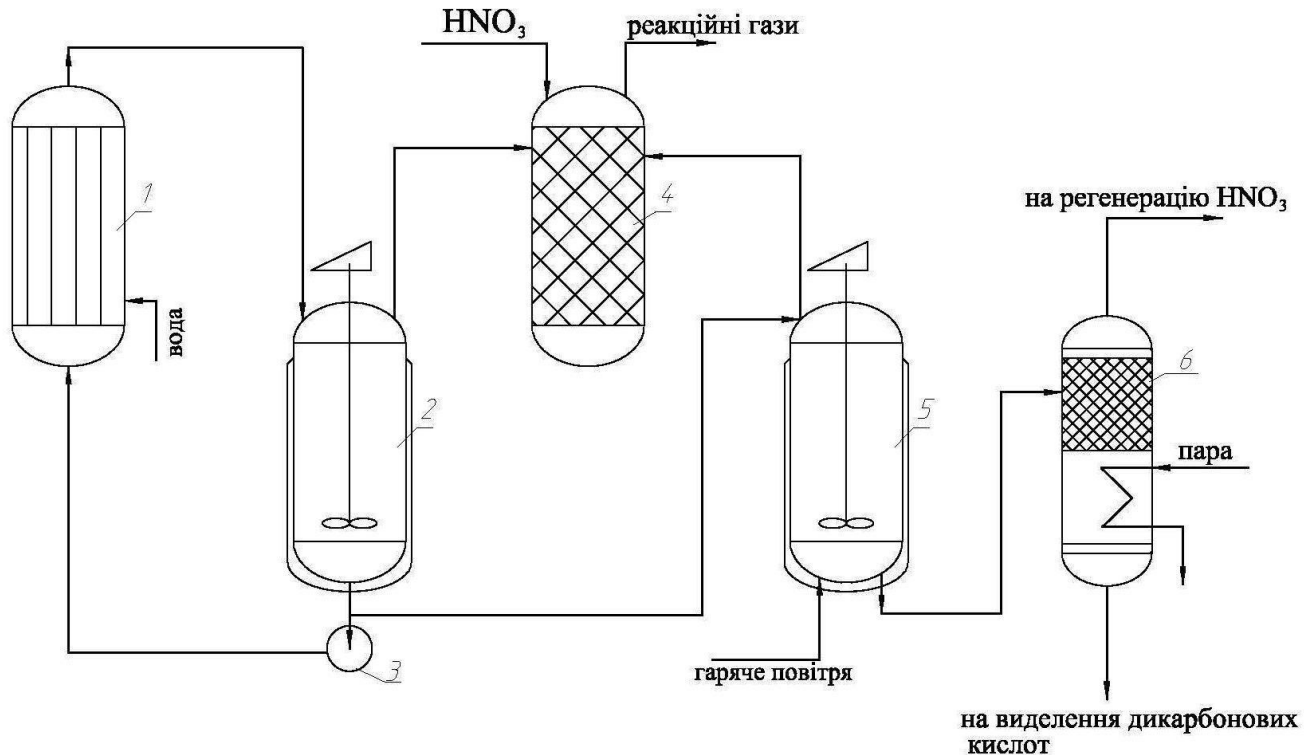 HNO₃
реакційні гази
1
4
на регенерацію HNO₃
вода
6
2
5
пара
3
гаряче повітря
на виделення дикарбонових
кислот